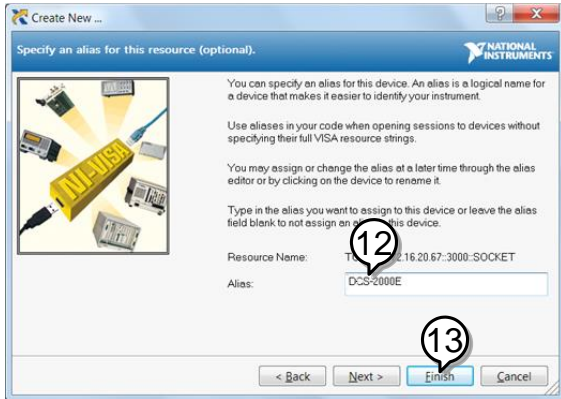 Create New ...
Specify an alias for this resource (optional).
NATIONAL
INSTRUMENTS
You can specify an alias for this device. An alias is a logical name for
a device that makes it easier to identify your instrument.
Use aliases in your code when opening sessions to devices without
specifying their full VISA resource strings.
You may assign or change the alias at a later time through the alias
editor or by clicking on the device to rename it.
Type in the alias you want to assign to this device or leave the alias
field blank to not assign an this device.
NI-VISA
12
Resource Name: 2.16.20.67::3000::SOCKET
Alias: DCS-2000E
13
< Back Next > Finish Cancel